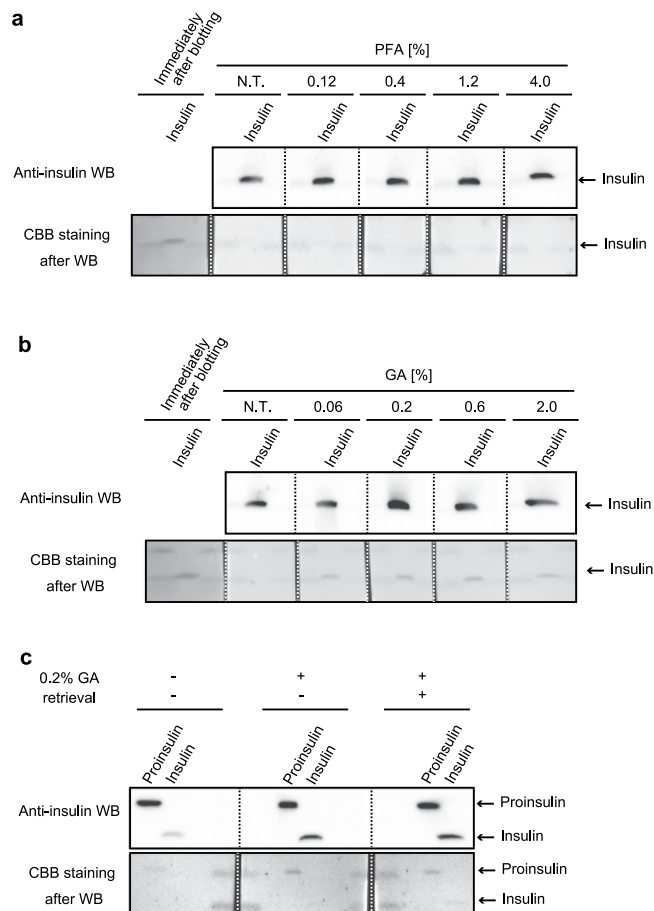 a
Immediately
after blotting
PFA [%]
N.T. 0.12 0.4 1.2 4.0
Insulin Insulin Insulin Insulin Insulin Insulin
Anti-insulin WB
← Insulin
CBB staining
after WB
← Insulin
b
Immediately
after blotting
GA [%]
N.T. 0.06 0.2 0.6 2.0
Insulin Insulin Insulin Insulin Insulin Insulin
Anti-insulin WB
← Insulin
CBB staining
after WB
← Insulin
c
0.2% GA - + +
retrieval - - +
Proinsulin Insulin Proinsulin Insulin Proinsulin Insulin
Anti-insulin WB
← Proinsulin
← Insulin
CBB staining
after WB
← Proinsulin
← Insulin